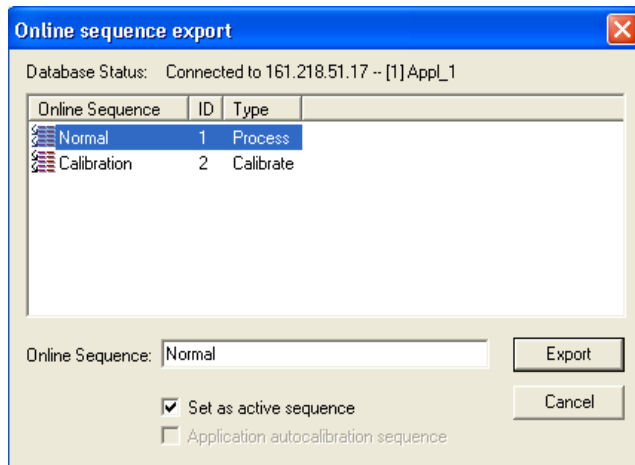 Online sequence export
Database Status: Connected to 161.218.51.17 -- [1] Appl_1
Online Sequence ID Type
Normal 1 Process
Calibration 2 Calibrate
Online Sequence: Normal
Export
Set as active sequence
Cancel
Application autocalibration sequence